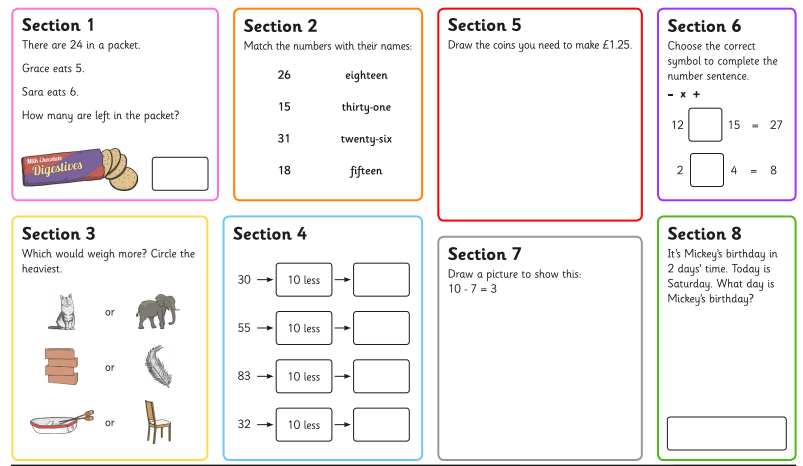 Section 1
There are 24 in a packet.
Grace eats 5.
Sara eats 6.
How many are left in the packet?
Milk Chocolate
Digestives
Section 2
Match the numbers with their names:
26 eighteen
15 thirty-one
31 twenty-six
18 fifteen
Section 5
Draw the coins you need to make £1.25.
Section 6
Choose the correct
symbol to complete the
number sentence.
- x +
12 15 = 27
2 4 = 8
Section 3
Which would weigh more? Circle the
heaviest.
or
or
or
Section 4
30 10 less
55 10 less
83 10 less
32 10 less
Section 7
Draw a picture to show this:
10 - 7 = 3
Section 8
It's Mickey's birthday in
2 days' time. Today is
Saturday. What day is
Mickey's birthday?